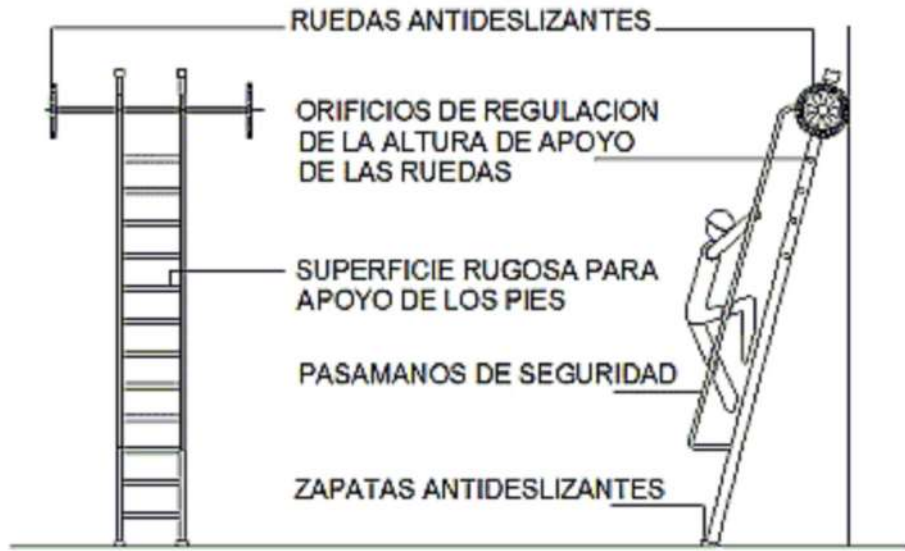 RUEDAS ANTIDESLIZANTES
ORIFICIOS DE REGULACION
DE LA ALTURA DE APOYO
DE LAS RUEDAS
SUPERFICIE RUGOSA PARA
APOYO DE LOS PIES
PASAMANOS DE SEGURIDAD
ZAPATAS ANTIDESLIZANTES